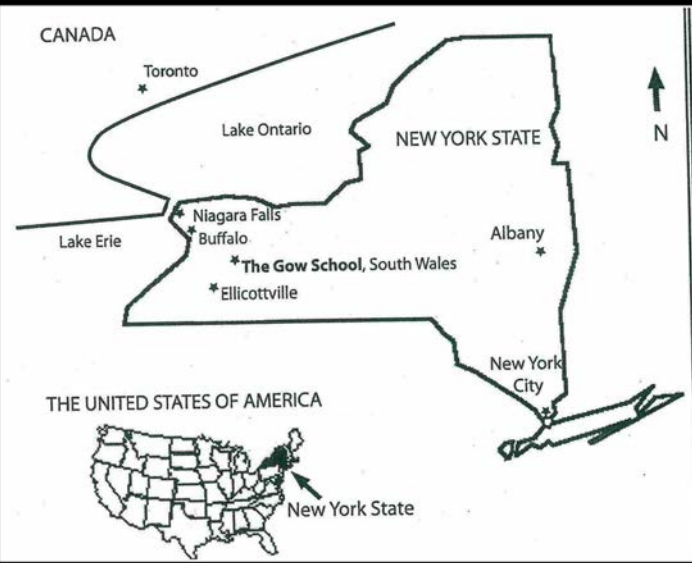 CANADA
Toronto
Lake Ontario
NEW YORK STATE
N
Niagara Falls
Lake Erie
Buffalo
Albany
The Gow School, South Wales
Ellicottville
New York
City
THE UNITED STATES OF AMERICA
New York State